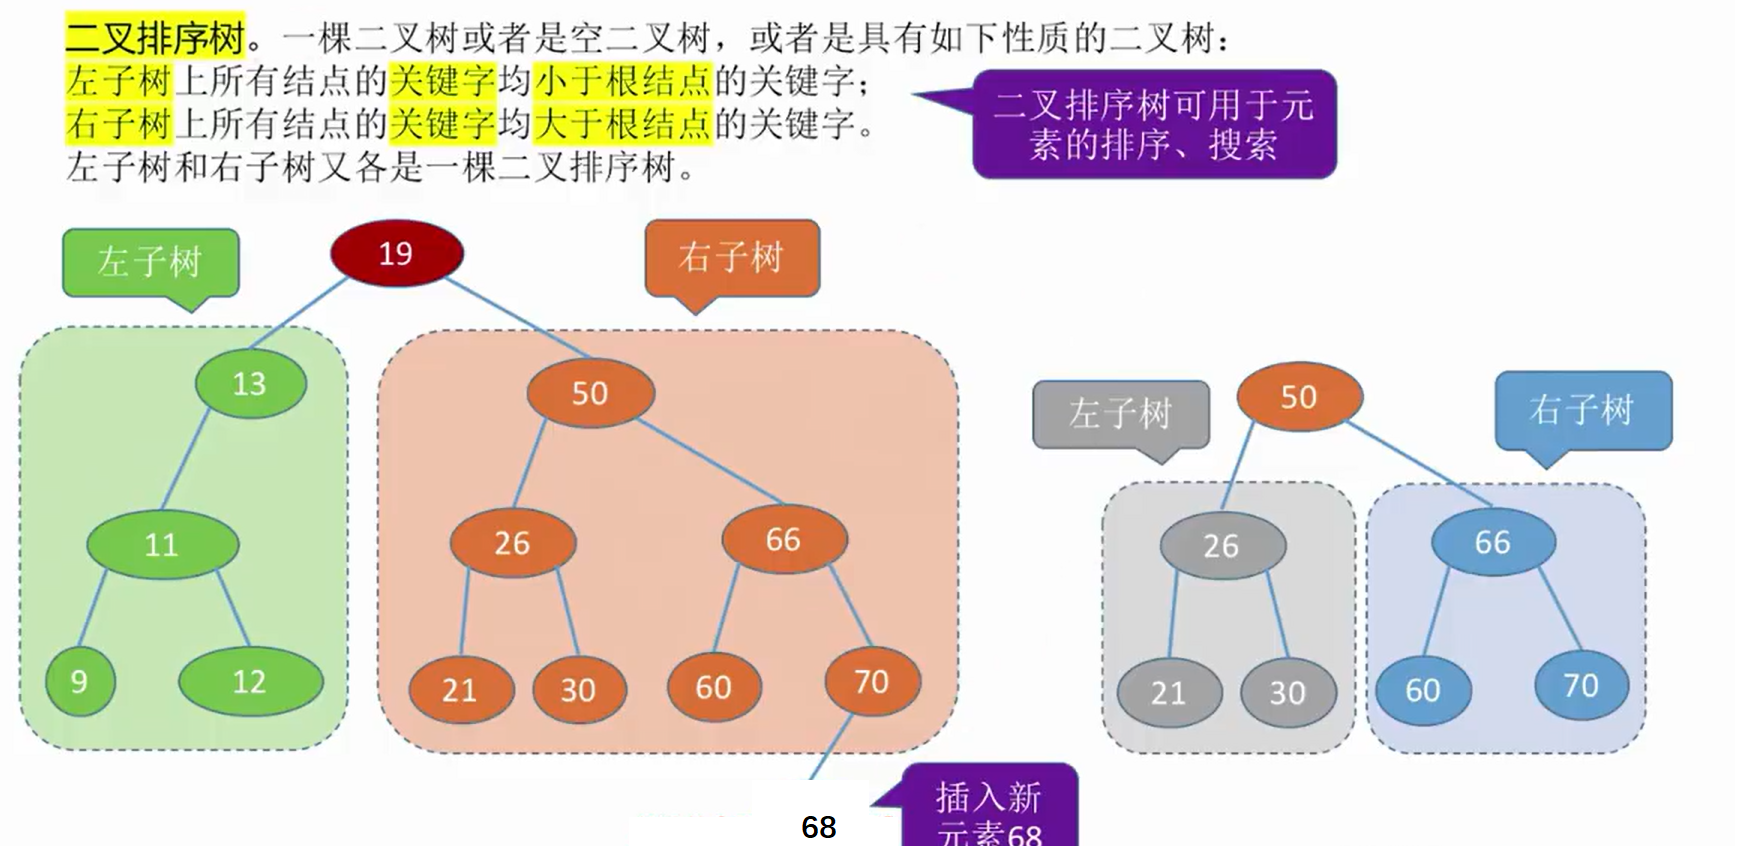 二叉排序树。一棵二叉树或者是空二叉树，或者是具有如下性质的二叉树：
左子树上所有结点的关键字均小于根结点的关键字；
右子树上所有结点的关键字均大于根结点的关键字。
左子树和右子树又各是一棵二叉排序树。
二叉排序树可用于元
素的排序、搜索
左子树
19
右子树
13
50
11
26
66
9
12
21
30
60
70
68
插入新
元素68
左子树
50
右子树
26
66
21
30
60
70